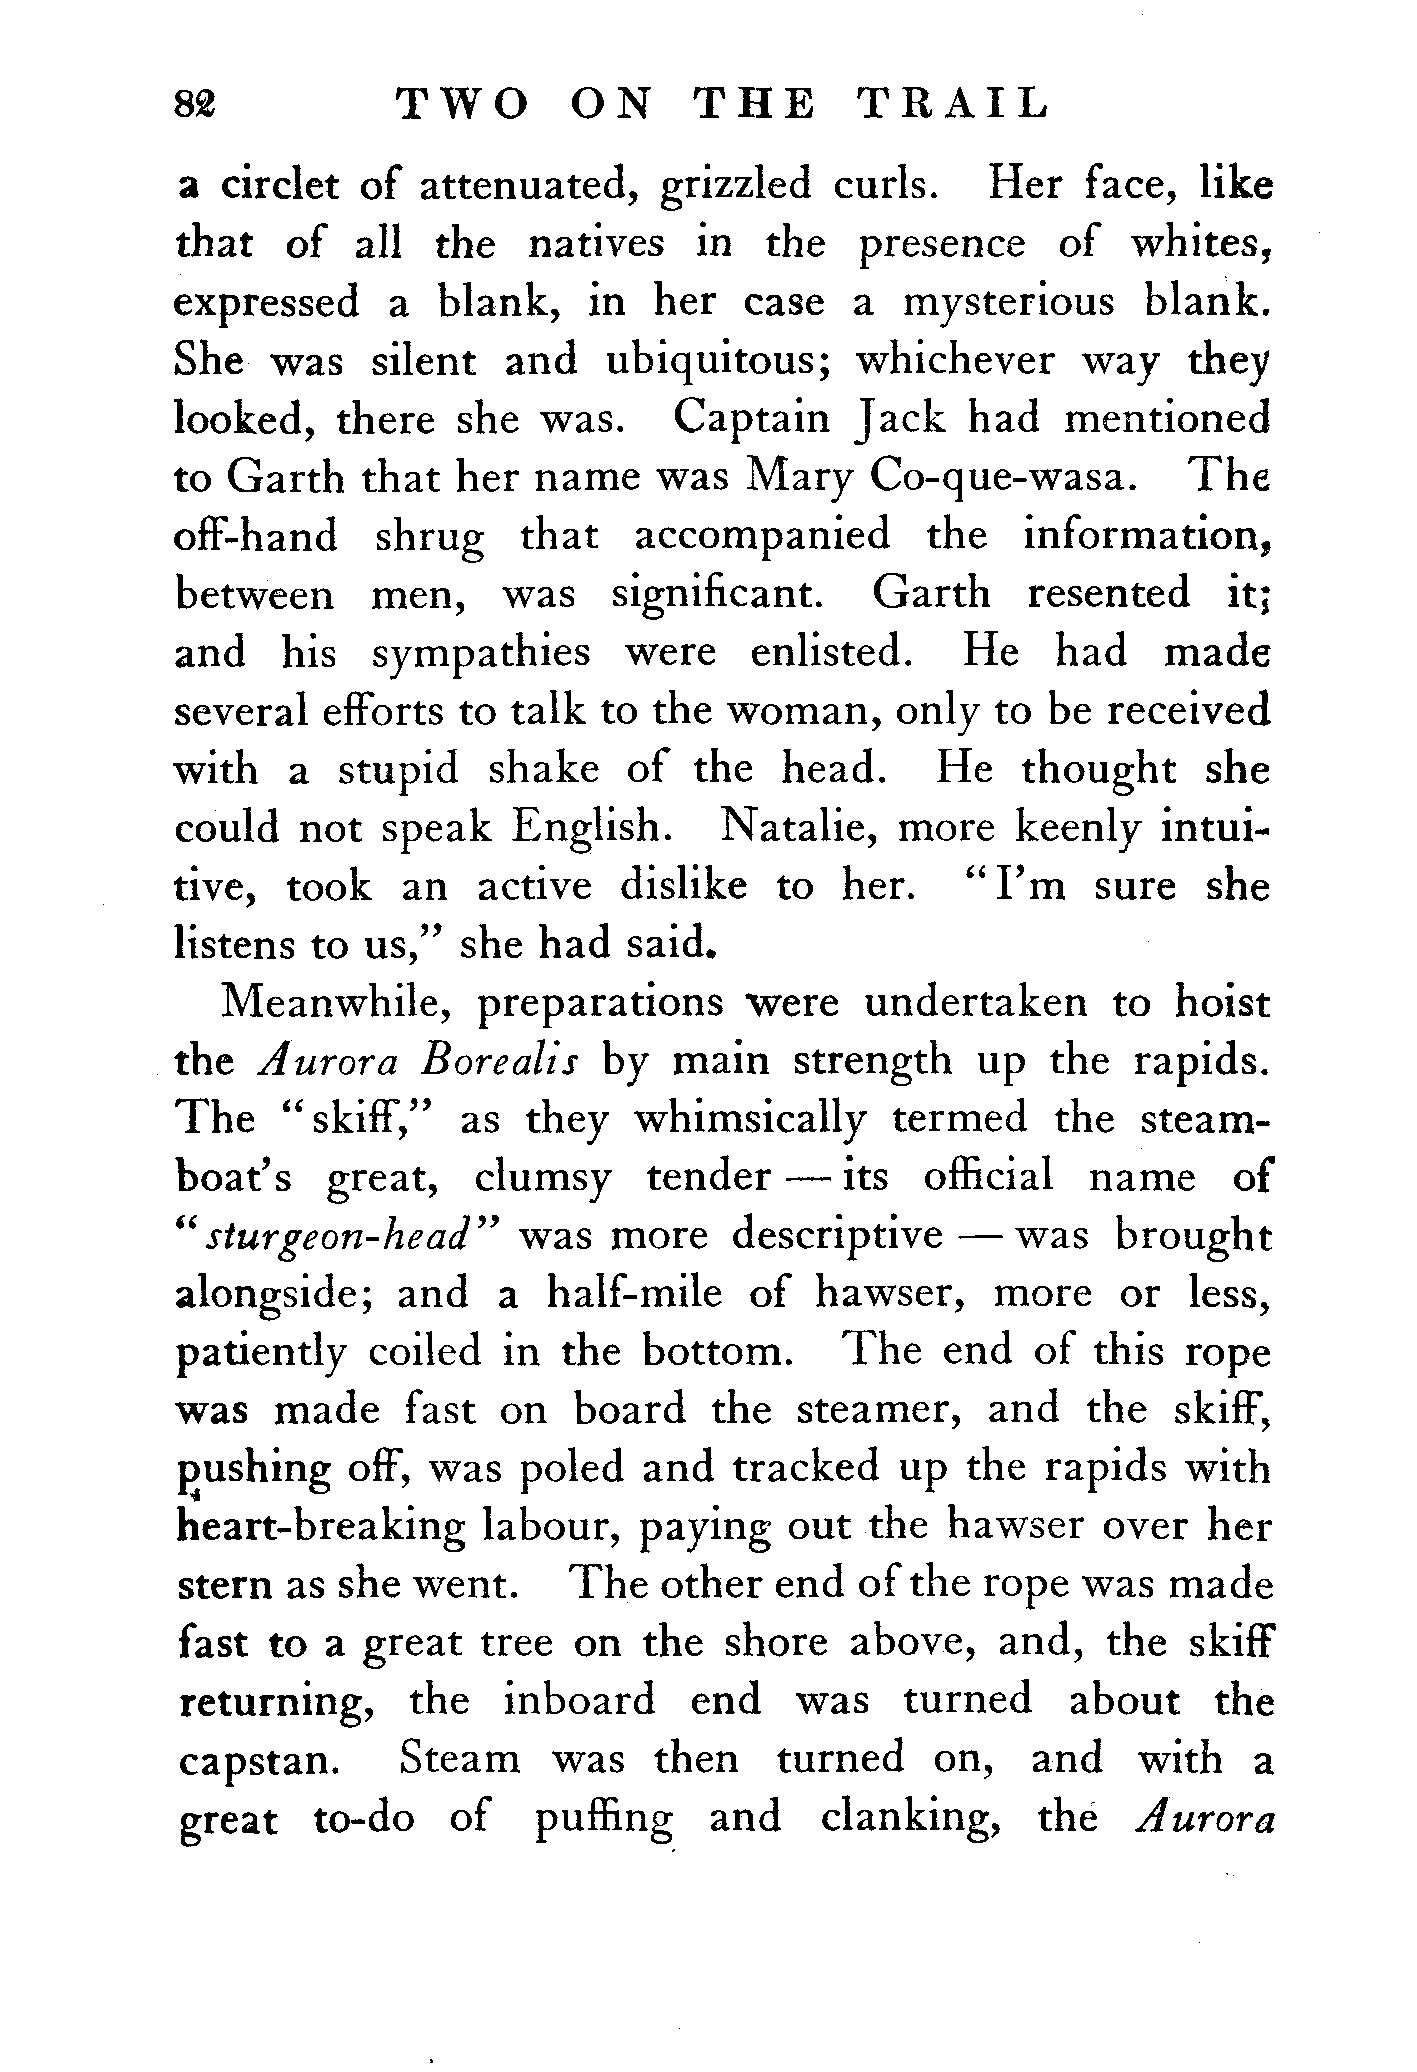 82 TWO ON THE TRAIL
a circlet of attenuated, grizzled curls. Her face, like
that of all the natives in the presence of whites,
expressed a blank, in her case a mysterious blank.
She was silent and ubiquitous; whichever way they
looked, there she was. Captain Jack had mentioned
to Garth that her name was Mary Co-que-wasa. The
off-hand shrug that accompanied the information,
between men, was significant. Garth resented it;
and his sympathies were enlisted. He had made
several efforts to talk to the woman, only to be received
with a stupid shake of the head. He thought she
could not speak English. Natalie, more keenly intui-
tive, took an active dislike to her. "I'm sure she
listens to us," she had said.
Meanwhile, preparations were undertaken to hoist
the Aurora Borealis by main strength up the rapids.
The "skiff," as they whimsically termed the steam-
boat's great, clumsy tender — its official name of
"sturgeon-head" was more descriptive — was brought
alongside; and a half-mile of hawser, more or less,
patiently coiled in the bottom. The end of this rope
was made fast on board the steamer, and the skiff,
pushing off, was poled and tracked up the rapids with
heart-breaking labour, paying out the hawser over her
stern as she went. The other end of the rope was made
fast to a great tree on the shore above, and, the skiff
returning, the inboard end was turned about the
capstan. Steam was then turned on, and with a
great to-do of puffing and clanking, the Aurora